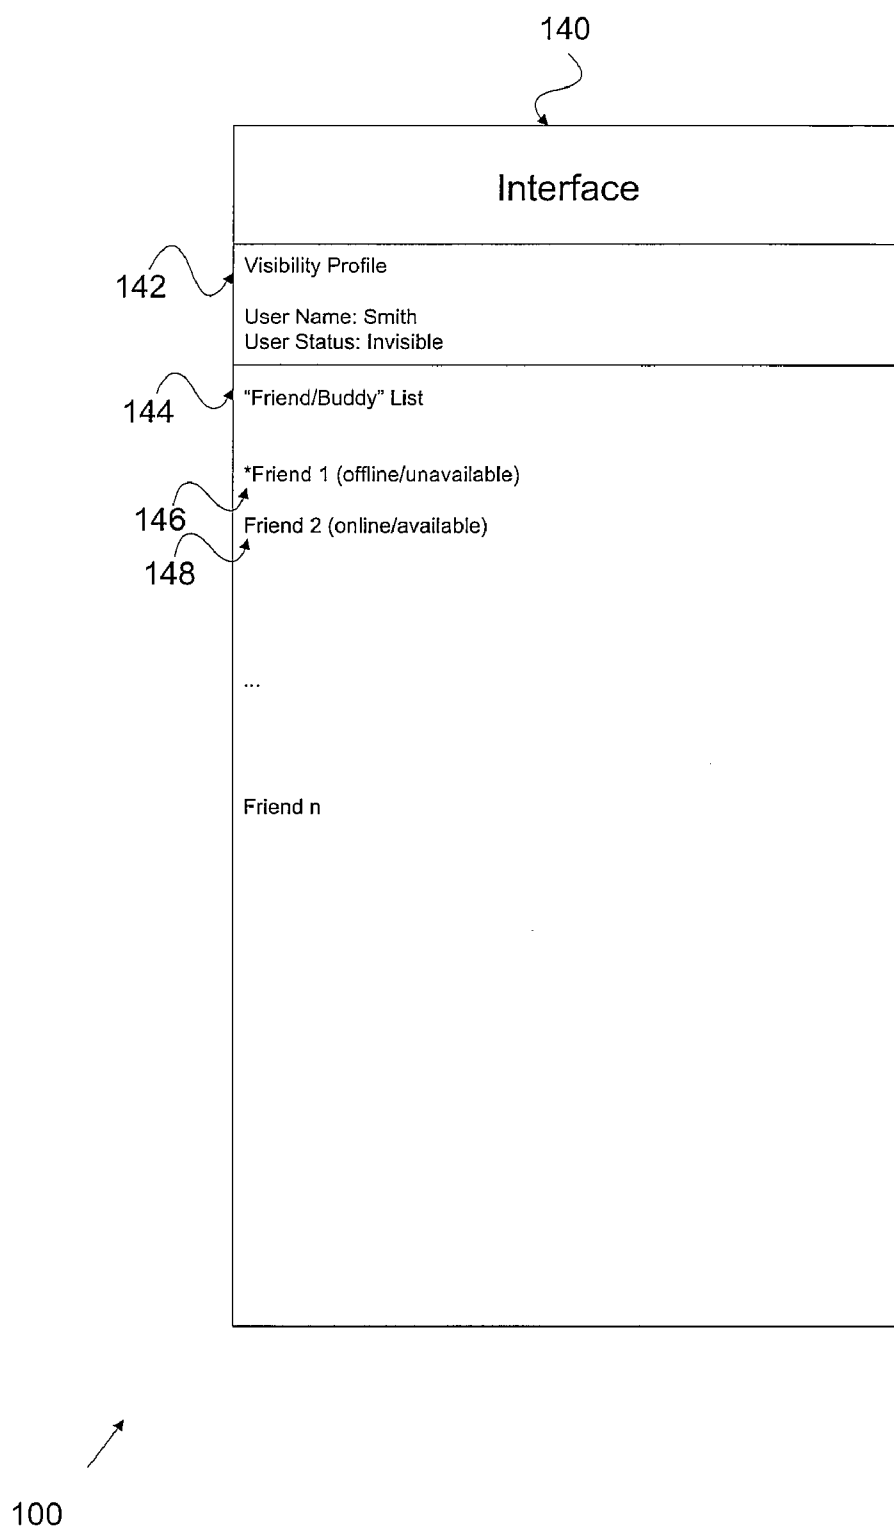 140
Interface
142
Visibility Profile
User Name: Smith
User Status: Invisible
144
“Friend/Buddy” List
*Friend 1 (offline/unavailable)
146
Friend 2 (online/available)
148
...
Friend n
100